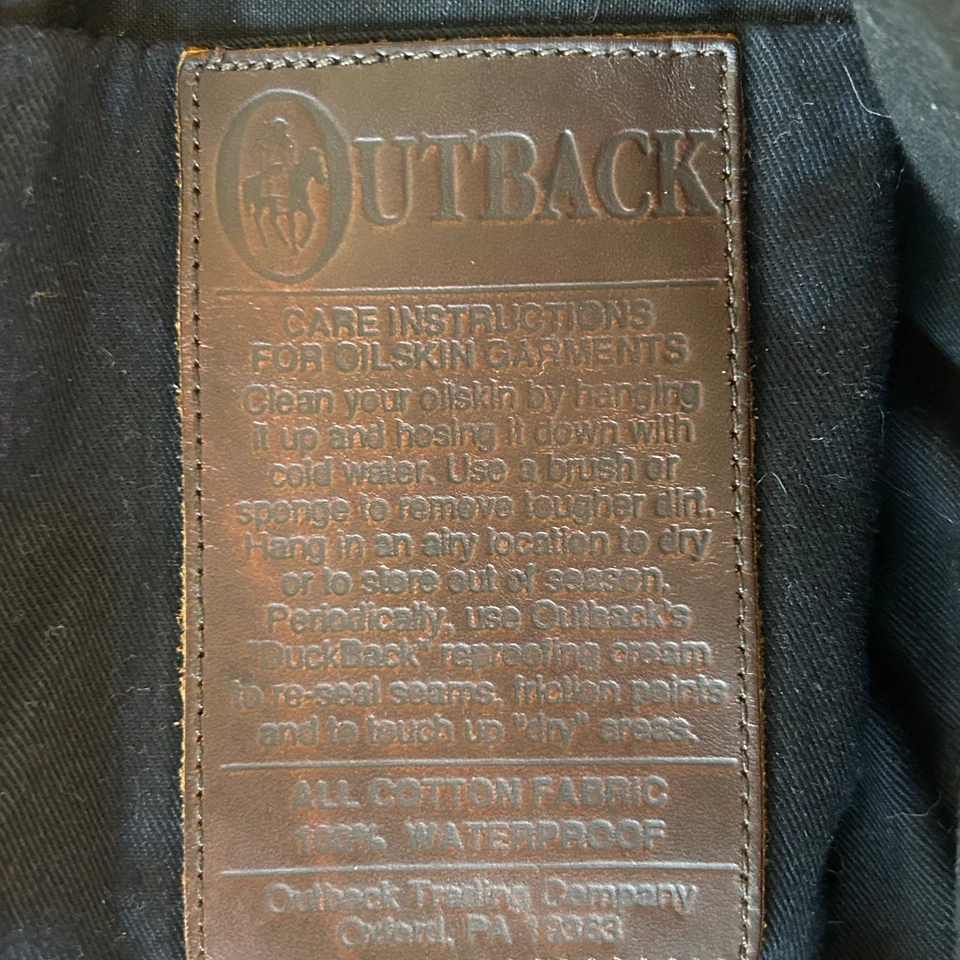 OUTBACK
CARE INSTRUCTIONS
FOR OILSKIN GARMENTS
Clean your oilskin by hanging
it up and hosing it down with
cold water. Use a brush or
sponge to remove tougher dirt.
Hang in an airy location to dry
or to store out of season.
Periodically, use Outback's
"DuckBack" reproofing cream
to re-seal seams, friction points
and to touch up "dry" areas.
ALL COTTON FABRIC
100% WATERPROOF
Outback Trading Company
Oxford, PA 19363